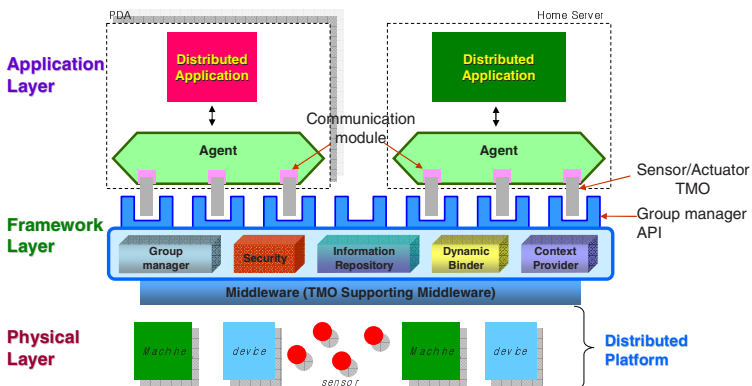 PDA
Home Server
Application
Layer
Distributed
Application
Distributed
Application
Communication
module
Agent
Agent
Sensor/Actuator
TMO
Group manager
API
Framework
Layer
Group
manager
Security
Information
Repository
Dynamic
Binder
Context
Provider
Middleware (TMO Supporting Middleware)
Physical
Layer
Machine
device
sensor
Machine
device
Distributed
Platform